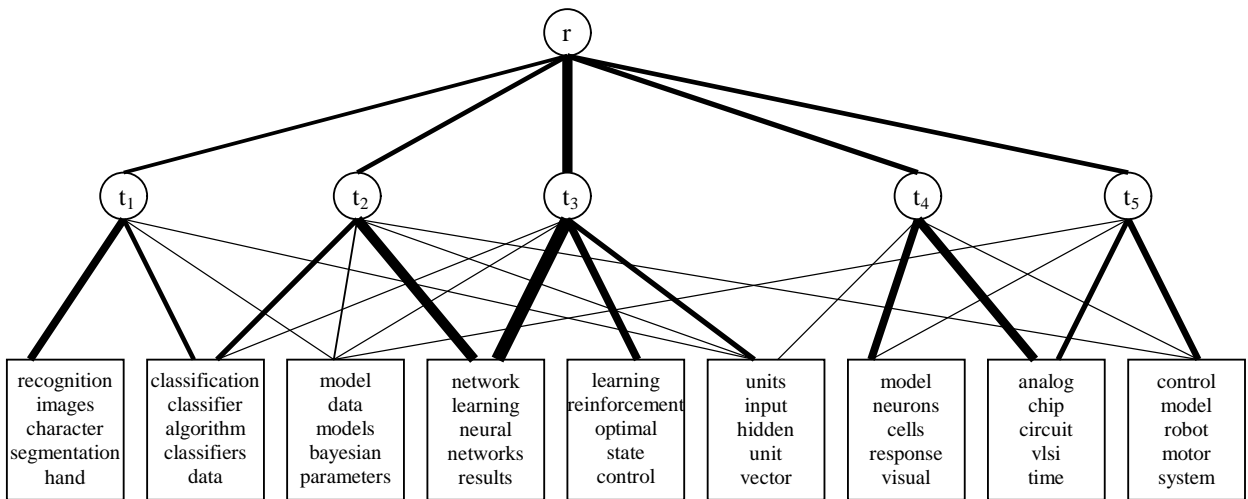 r
t1
t2
t3
t4
t5
recognition
images
character
segmentation
hand
classification
classifier
algorithm
classifiers
data
model
data
models
bayesian
parameters
network
learning
neural
networks
results
learning
reinforcement
optimal
state
control
units
input
hidden
unit
vector
model
neurons
cells
response
visual
analog
chip
circuit
vlsi
time
control
model
robot
motor
system